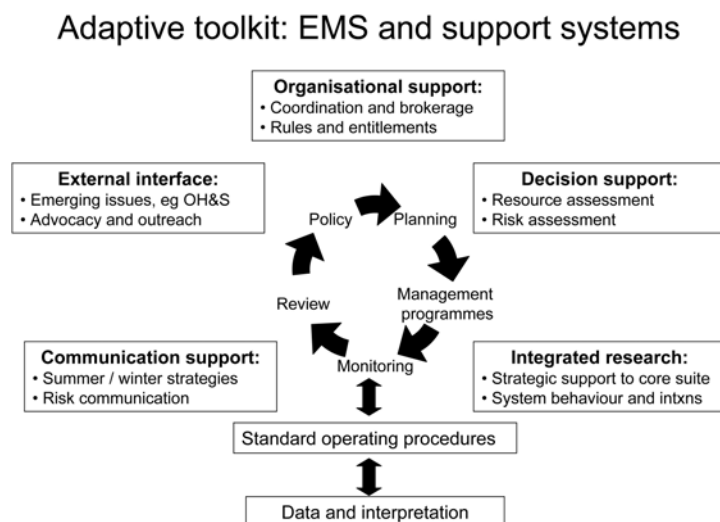 Adaptive toolkit: EMS and support systems
Organisational support:
• Coordination and brokerage
• Rules and entitlements
External interface:
• Emerging issues, eg OH&S
• Advocacy and outreach
Decision support:
• Resource assessment
• Risk assessment
Policy
Planning
Review
Management
programmes
Monitoring
Communication support:
• Summer / winter strategies
• Risk communication
Integrated research:
• Strategic support to core suite
• System behaviour and intxns
Standard operating procedures
Data and interpretation